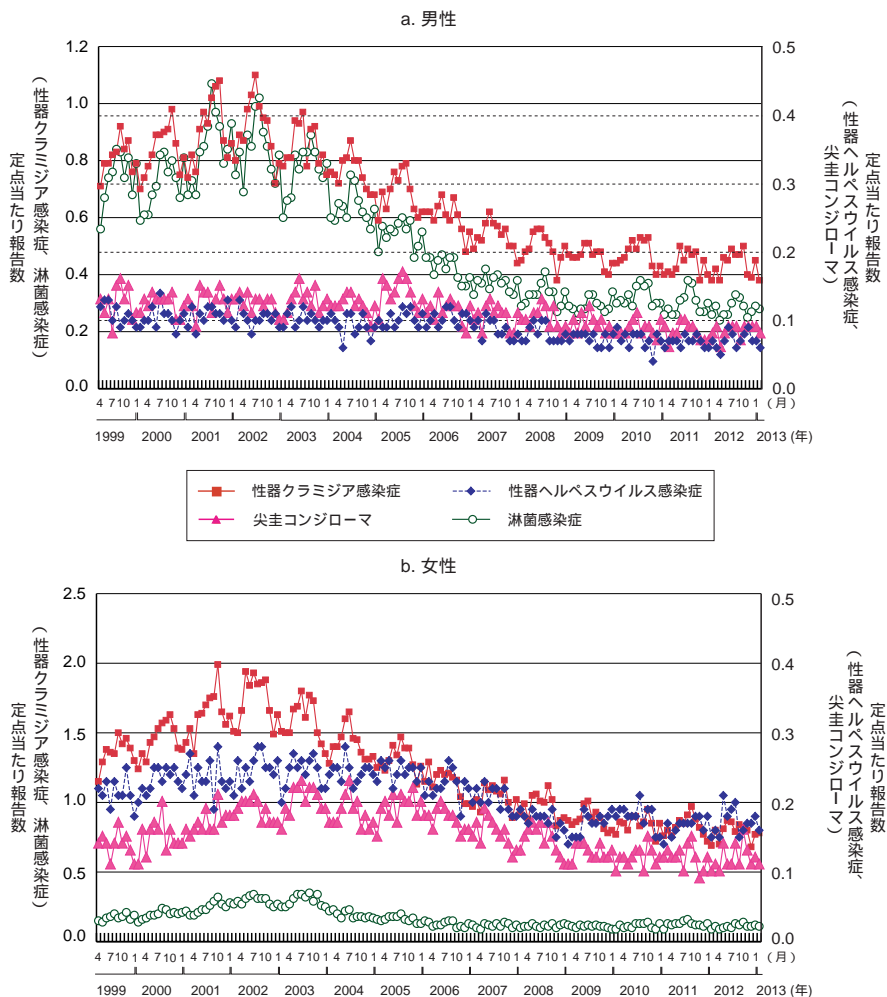 a. 男性
1.2
1.0
0.8
0.6
0.4
0.2
0.0
定点当たり報告数
(性器クラミジア感染症、淋菌感染症)
0.5
0.4
0.3
0.2
0.1
0.0
(性器ヘルペスウイルス感染症、
尖圭コンジローマ)
定点当たり報告数
4 7 10 1 4 7 10 1 4 7 10 1 4 7 10 1 4 7 10 1 4 7 10 1 4 7 10 1 4 7 10 1 4 7 10 1 4 7 10 1 4 7 10 1 4 7 10 1 4 7 10 1 4 7 10 1 (月)
1999 2000 2001 2002 2003 2004 2005 2006 2007 2008 2009 2010 2011 2012 2013 (年)
性器クラミジア感染症 性器ヘルペスウイルス感染症
尖圭コンジローマ 淋菌感染症
b. 女性
2.5
2.0
1.5
1.0
0.5
0.0
定点当たり報告数
(性器クラミジア感染症、淋菌感染症)
0.5
0.4
0.3
0.2
0.1
0.0
(性器ヘルペスウイルス感染症、
尖圭コンジローマ)
定点当たり報告数
4 7 10 1 4 7 10 1 4 7 10 1 4 7 10 1 4 7 10 1 4 7 10 1 4 7 10 1 4 7 10 1 4 7 10 1 4 7 10 1 4 7 10 1 4 7 10 1 4 7 10 1 4 7 10 1 (月)
1999 2000 2001 2002 2003 2004 2005 2006 2007 2008 2009 2010 2011 2012 2013 (年)